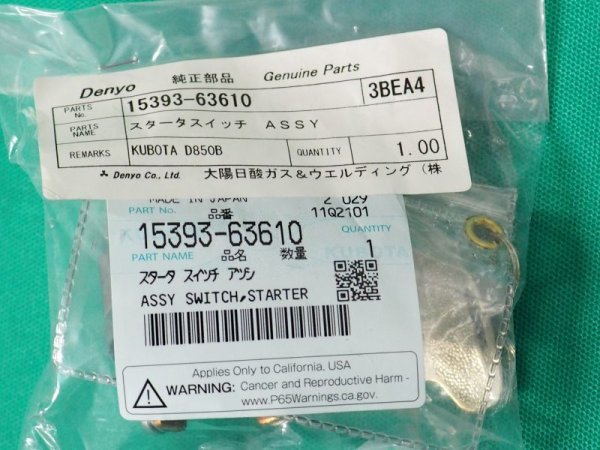 Denyo 純正部品 Genuine Parts
PARTS No. 15393-63610 3BEA4
PARTS NAME スタータスイッチ ASSY
REMARKS KUBOTA D850B QUANTITY 1.00
Denyo Co., Ltd. 大陽日酸ガス&ウエルディング(株
MADE IN JAPAN 2 029
PART No. 品番 11Q2101
15393-63610 QUANTITY
PART NAME 品名 数量 1
スタータ スイツチ アツシ
ASSY SWITCH,STARTER
KUBOTA
Applies Only to California. USA
WARNING: Cancer and Reproductive Harm -
www.P65Warnings.ca.gov.